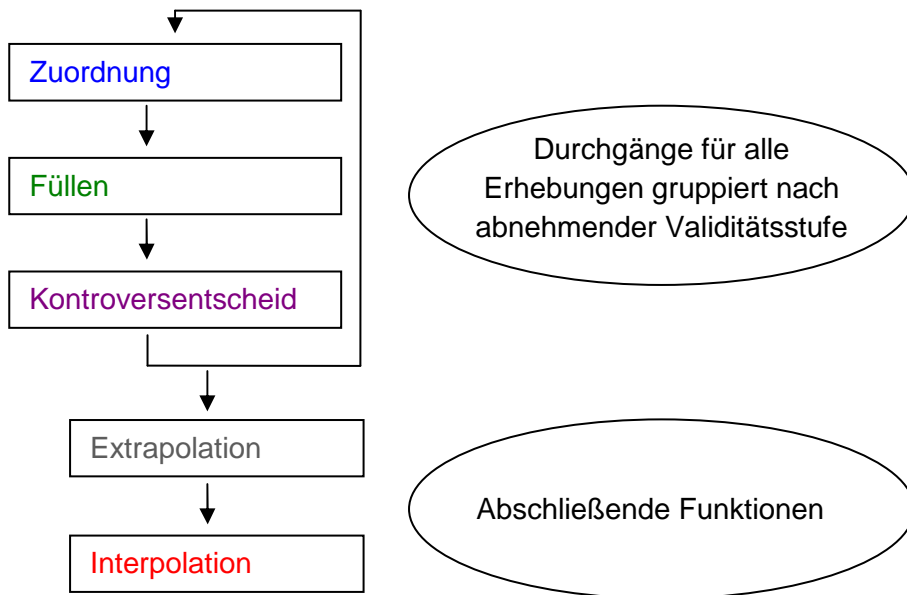 Zuordnung
Füllen
Kontroversentscheid
Durchgänge für alle
Erhebungen gruppiert nach
abnehmender Validitätsstufe
Extrapolation
Interpolation
Abschließende Funktionen